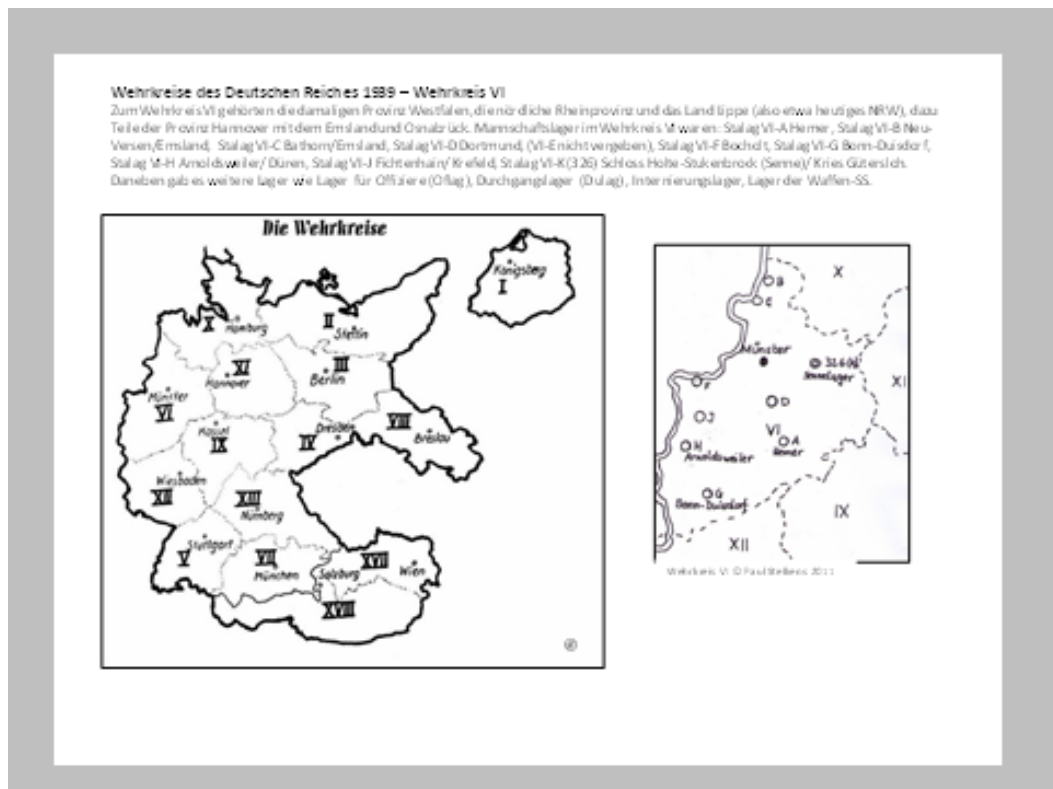 Wehrkreise des Deutschen Reiches 1939 – Wehrkreis VI
Zum Wehrkreis VI gehörten die damaligen Provinz Westfalen, die nördliche Rheinprovinz und das Land Lippe (also etwa heutiges NRW), dazu
Teile der Provinz Hannover mit dem Emsland und Osnabrück. Mannschaftslager im Wehrkreis VI waren: Stalag VI-A Hemer, Stalag VI-B Neu-
Versen/Emsland, Stalag VI-C Bathorn/Emsland, Stalag VI-D Dortmund, (VI-E nicht vergeben), Stalag VI-F Bocholt, Stalag VI-G Bonn-Duisdorf,
Stalag VI-H Arnoldsweiler/ Düren, Stalag VI-J Fichtenhain/ Krefeld, Stalag VI-K (326) Schloss Holte-Stukenbrock (Senne)/ Kries Gütersloh.
Daneben gab es weitere Lager wie Lager für Offiziere (Oflag), Durchgangslager (Dulag), Internierungslager, Lager der Waffen-SS.
Die Wehrkreise
Königsberg
I
X
Hamburg
II
Stettin
XI
Hannover
III
Berlin
Münster
VI
Kassel
IX
Dresden
IV
VIII
Breslau
Wiesbaden
XII
XIII
Nürnberg
Stuttgart
V
VII
München
Salzburg
XVII
Wien
XVIII
X
B
C
Münster
XI
F
J
D
VI
H
Arnoldsweiler
A
Hemer
G
Bonn-Duisdorf
IX
XII
Wehrkreis VI © Paul Stelkens 2011